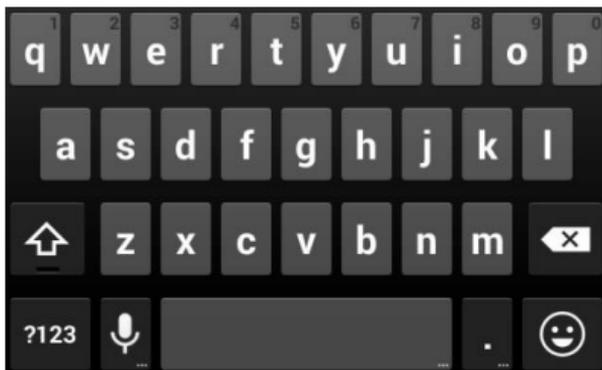 1 2 3 4 5 6 7 8 9 0
q w e r t y u i o p
a s d f g h j k l
z x c v b n m
?123 ... ... . ...